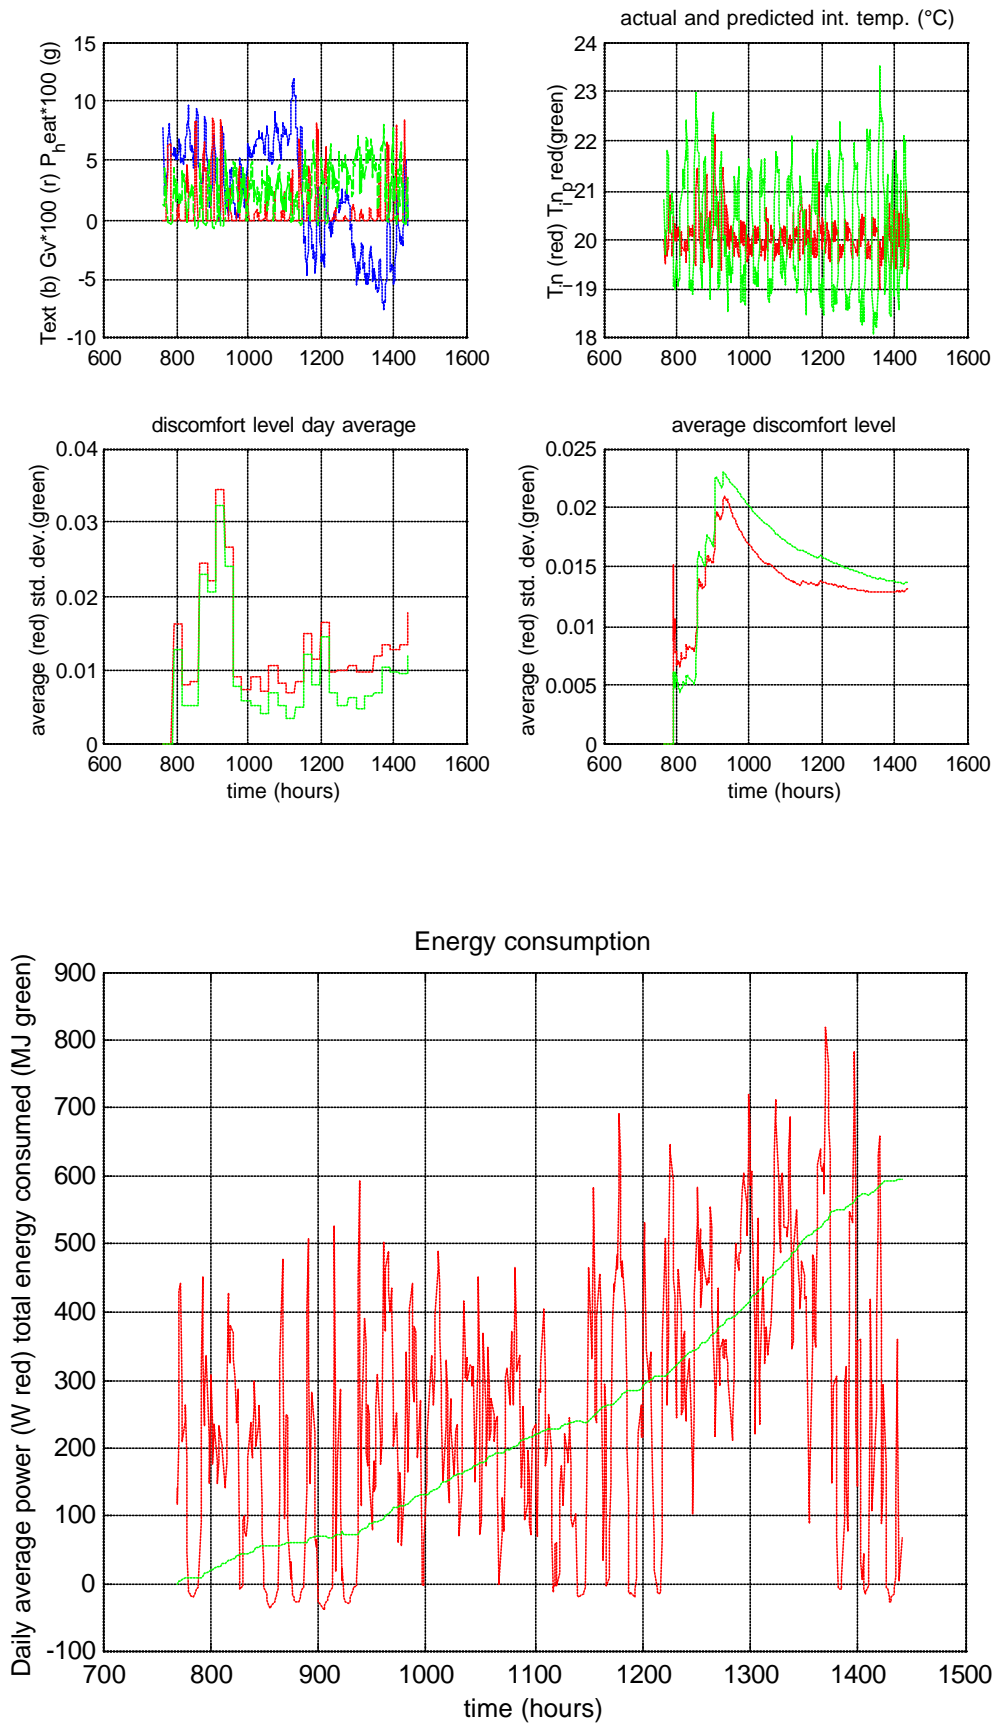 actual and predicted int. temp. (°C)
Text (b) Gv*100 (r) P_heat*100 (g)
15
10
5
0
-5
-10
600 800 1000 1200 1400 1600
T_in (red) T_in_p red(green)
24
23
22
21
20
19
18
600 800 1000 1200 1400 1600
discomfort level day average
average (red) std. dev.(green)
0.04
0.03
0.02
0.01
0
600 800 1000 1200 1400 1600
time (hours)
average discomfort level
average (red) std. dev.(green)
0.025
0.02
0.015
0.01
0.005
0
600 800 1000 1200 1400 1600
time (hours)
Energy consumption
Daily average power (W red) total energy consumed (MJ green)
900
800
700
600
500
400
300
200
100
0
-100
700 800 900 1000 1100 1200 1300 1400 1500
time (hours)